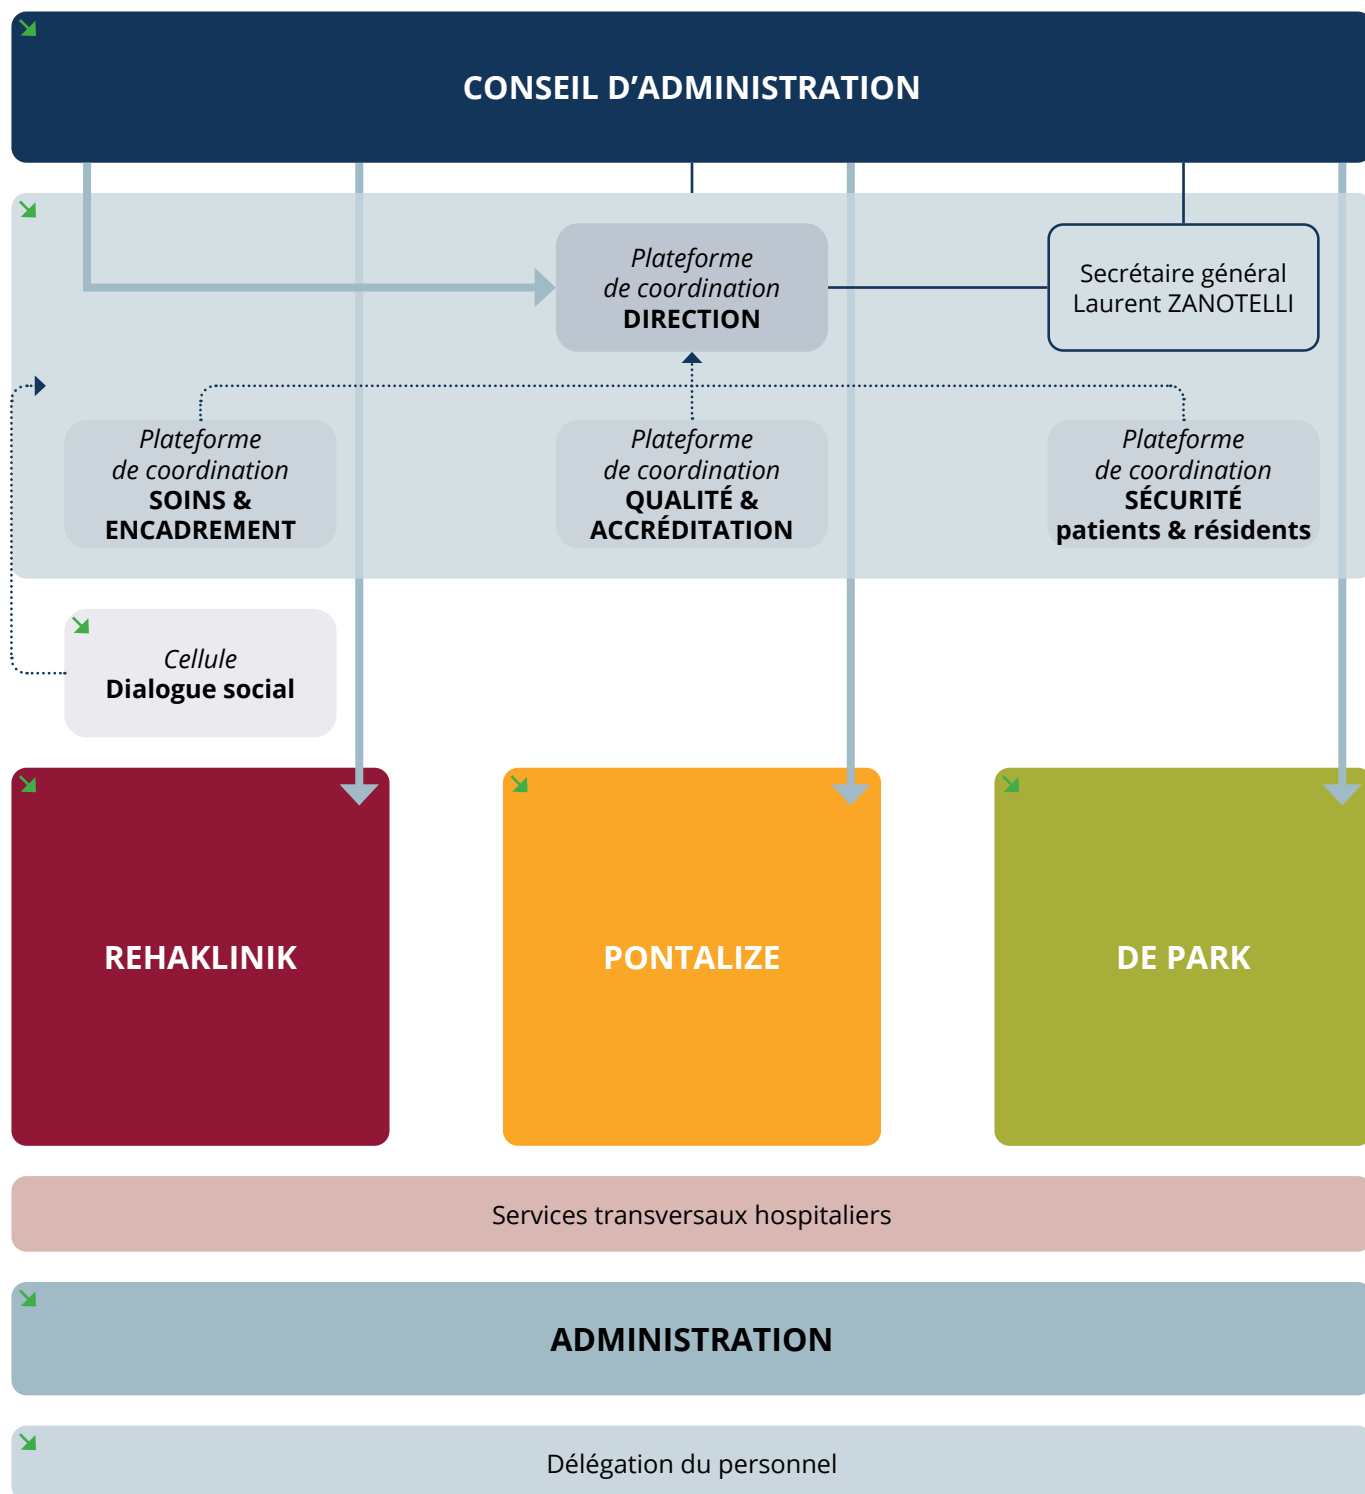 CONSEIL D’ADMINISTRATION
Plateforme
de coordination
DIRECTION
Secrétaire général
Laurent ZANOTELLI
Plateforme
de coordination
SOINS &
ENCADREMENT
Plateforme
de coordination
QUALITÉ &
ACCRÉDITATION
Plateforme
de coordination
SÉCURITÉ
patients & résidents
Cellule
Dialogue social
REHAKLINIK
PONTALIZE
DE PARK
Services transversaux hospitaliers
ADMINISTRATION
Délégation du personnel